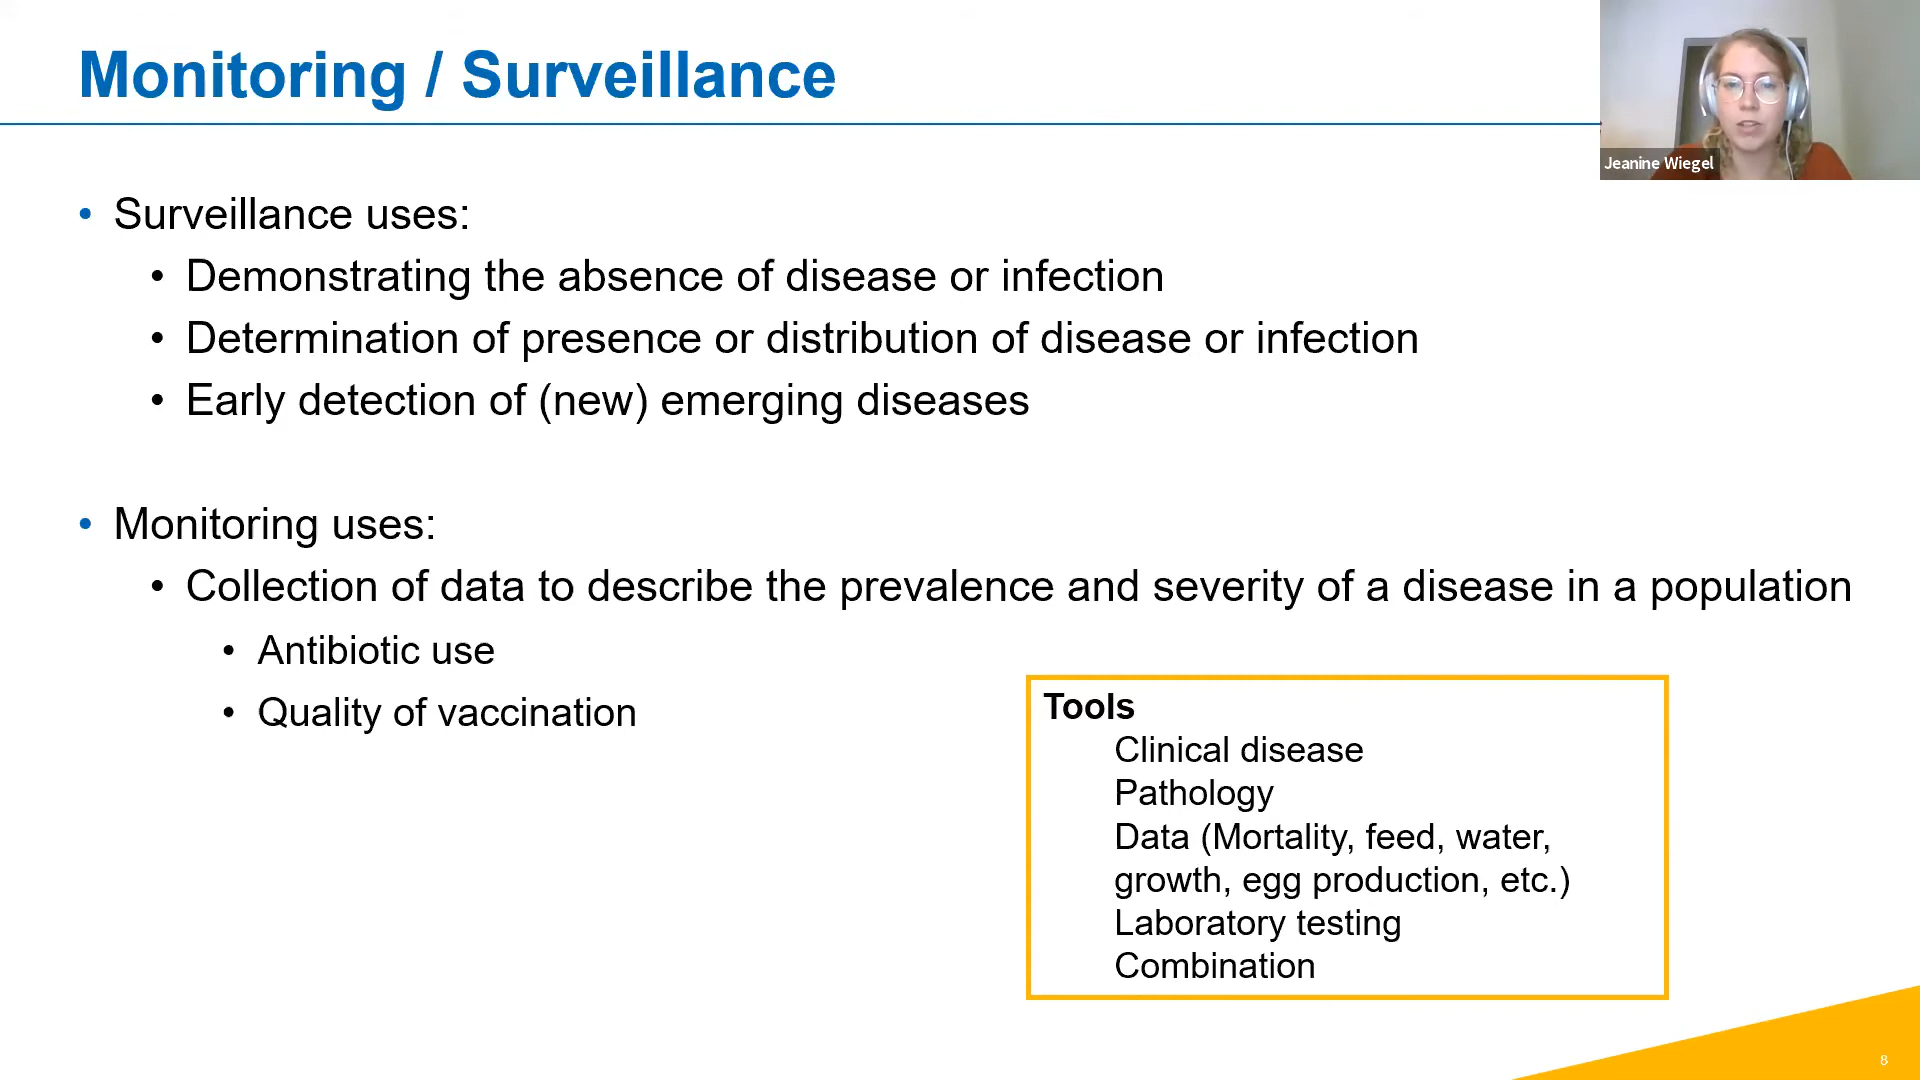 Monitoring / Surveillance
Jeanine Wiegel
• Surveillance uses:
• Demonstrating the absence of disease or infection
• Determination of presence or distribution of disease or infection
• Early detection of (new) emerging diseases
• Monitoring uses:
• Collection of data to describe the prevalence and severity of a disease in a population
• Antibiotic use
• Quality of vaccination
Tools
Clinical disease
Pathology
Data (Mortality, feed, water,
growth, egg production, etc.)
Laboratory testing
Combination
8